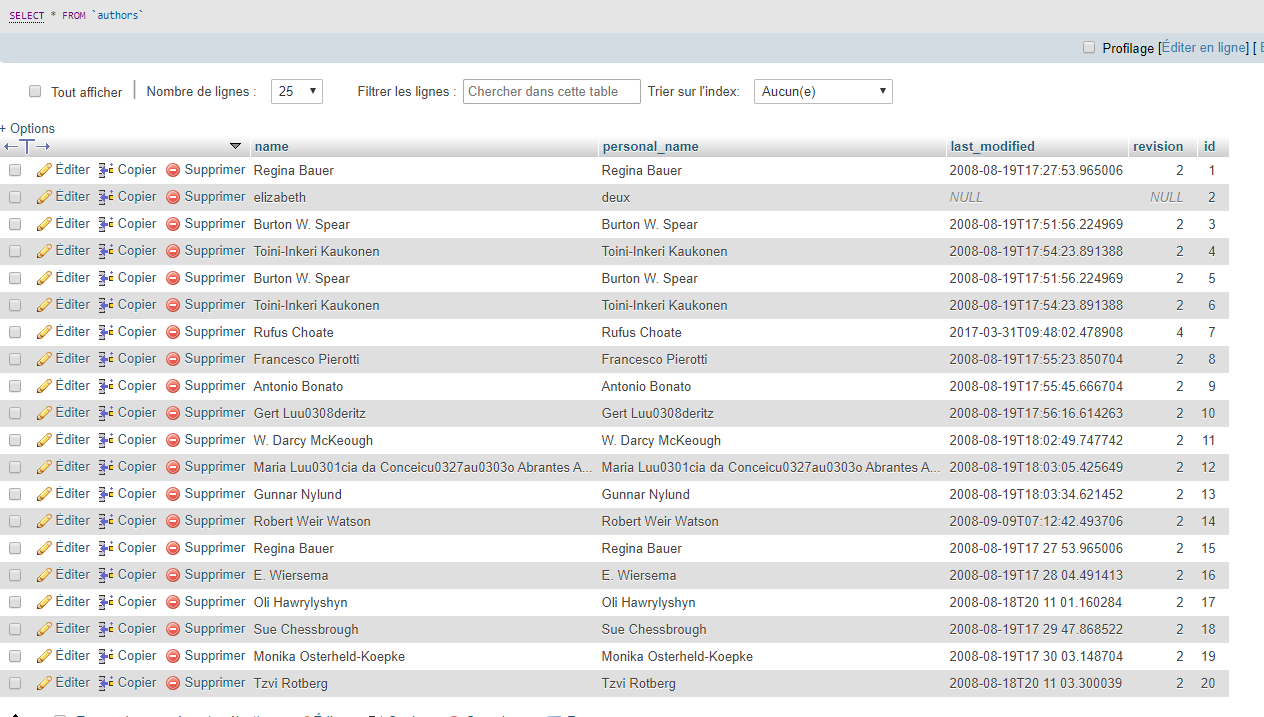 SELECT * FROM `authors`
Profilage [Éditer en ligne] [
Tout afficher Nombre de lignes : 25 Filtrer les lignes : Chercher dans cette table Trier sur l'index: Aucun(e)
+ Options
←T→ name personal_name last_modified revision id
Éditer Copier Supprimer Regina Bauer Regina Bauer 2008-08-19T17:27:53.965006 2 1
Éditer Copier Supprimer elizabeth deux NULL NULL 2
Éditer Copier Supprimer Burton W. Spear Burton W. Spear 2008-08-19T17:51:56.224969 2 3
Éditer Copier Supprimer Toini-Inkeri Kaukonen Toini-Inkeri Kaukonen 2008-08-19T17:54:23.891388 2 4
Éditer Copier Supprimer Burton W. Spear Burton W. Spear 2008-08-19T17:51:56.224969 2 5
Éditer Copier Supprimer Toini-Inkeri Kaukonen Toini-Inkeri Kaukonen 2008-08-19T17:54:23.891388 2 6
Éditer Copier Supprimer Rufus Choate Rufus Choate 2017-03-31T09:48:02.478908 4 7
Éditer Copier Supprimer Francesco Pierotti Francesco Pierotti 2008-08-19T17:55:23.850704 2 8
Éditer Copier Supprimer Antonio Bonato Antonio Bonato 2008-08-19T17:55:45.666704 2 9
Éditer Copier Supprimer Gert Luu0308deritz Gert Luu0308deritz 2008-08-19T17:56:16.614263 2 10
Éditer Copier Supprimer W. Darcy McKeough W. Darcy McKeough 2008-08-19T18:02:49.747742 2 11
Éditer Copier Supprimer Maria Luu0301cia da Conceicu0327au0303o Abrantes A... Maria Luu0301cia da Conceicu0327au0303o Abrantes A... 2008-08-19T18:03:05.425649 2 12
Éditer Copier Supprimer Gunnar Nylund Gunnar Nylund 2008-08-19T18:03:34.621452 2 13
Éditer Copier Supprimer Robert Weir Watson Robert Weir Watson 2008-09-09T07:12:42.493706 2 14
Éditer Copier Supprimer Regina Bauer Regina Bauer 2008-08-19T17 27 53.965006 2 15
Éditer Copier Supprimer E. Wiersema E. Wiersema 2008-08-19T17 28 04.491413 2 16
Éditer Copier Supprimer Oli Hawrylyshyn Oli Hawrylyshyn 2008-08-18T20 11 01.160284 2 17
Éditer Copier Supprimer Sue Chessbrough Sue Chessbrough 2008-08-19T17 29 47.868522 2 18
Éditer Copier Supprimer Monika Osterheld-Koepke Monika Osterheld-Koepke 2008-08-19T17 30 03.148704 2 19
Éditer Copier Supprimer Tzvi Rotberg Tzvi Rotberg 2008-08-18T20 11 03.300039 2 20